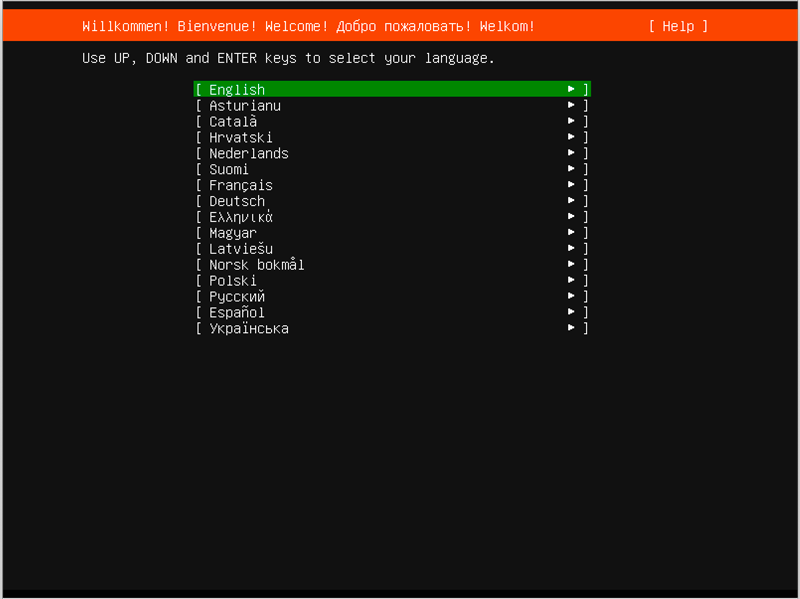 Willkommen! Bienvenue! Welcome! Добро пожаловать! Welkom! [ Help ]
Use UP, DOWN and ENTER keys to select your language.
[ English ► ]
[ Asturianu ► ]
[ Català ► ]
[ Hrvatski ► ]
[ Nederlands ► ]
[ Suomi ► ]
[ Français ► ]
[ Deutsch ► ]
[ Ελληνικά ► ]
[ Magyar ► ]
[ Latviešu ► ]
[ Norsk bokmål ► ]
[ Polski ► ]
[ Русский ► ]
[ Español ► ]
[ Українська ► ]